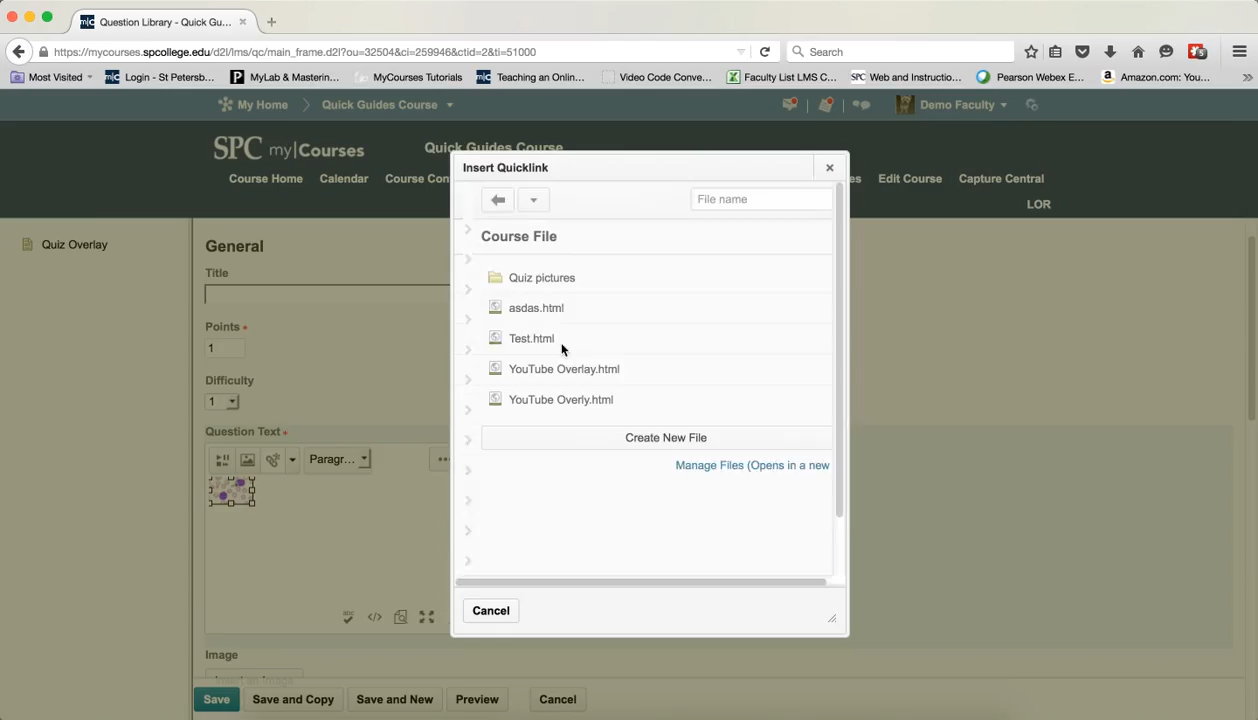 Question Library - Quick Gu...
https://mycourses.spcollege.edu/d2l/lms/qc/main_frame.d2l?ou=32504&ci=259946&ctid=2&ti=51000
Search
Most Visited
Login - St Petersb...
MyLab & Masterin...
MyCourses Tutorials
Teaching an Onlin...
Video Code Conve...
Faculty List LMS C...
SPC Web and Instructio...
Pearson Webex E...
Amazon.com: You...
My Home
Quick Guides Course
Demo Faculty
SPC my|Courses
Quick Guides Course
Course Home
Calendar
Course Con
es
Edit Course
Capture Central
LOR
Quiz Overlay
General
Title
Points •
1
Difficulty
1
Question Text •
Paragr...
Image
Save
Save and Copy
Save and New
Preview
Cancel
Insert Quicklink
File name
Course File
Quiz pictures
asdas.html
Test.html
YouTube Overlay.html
YouTube Overly.html
Create New File
Manage Files (Opens in a new
Cancel